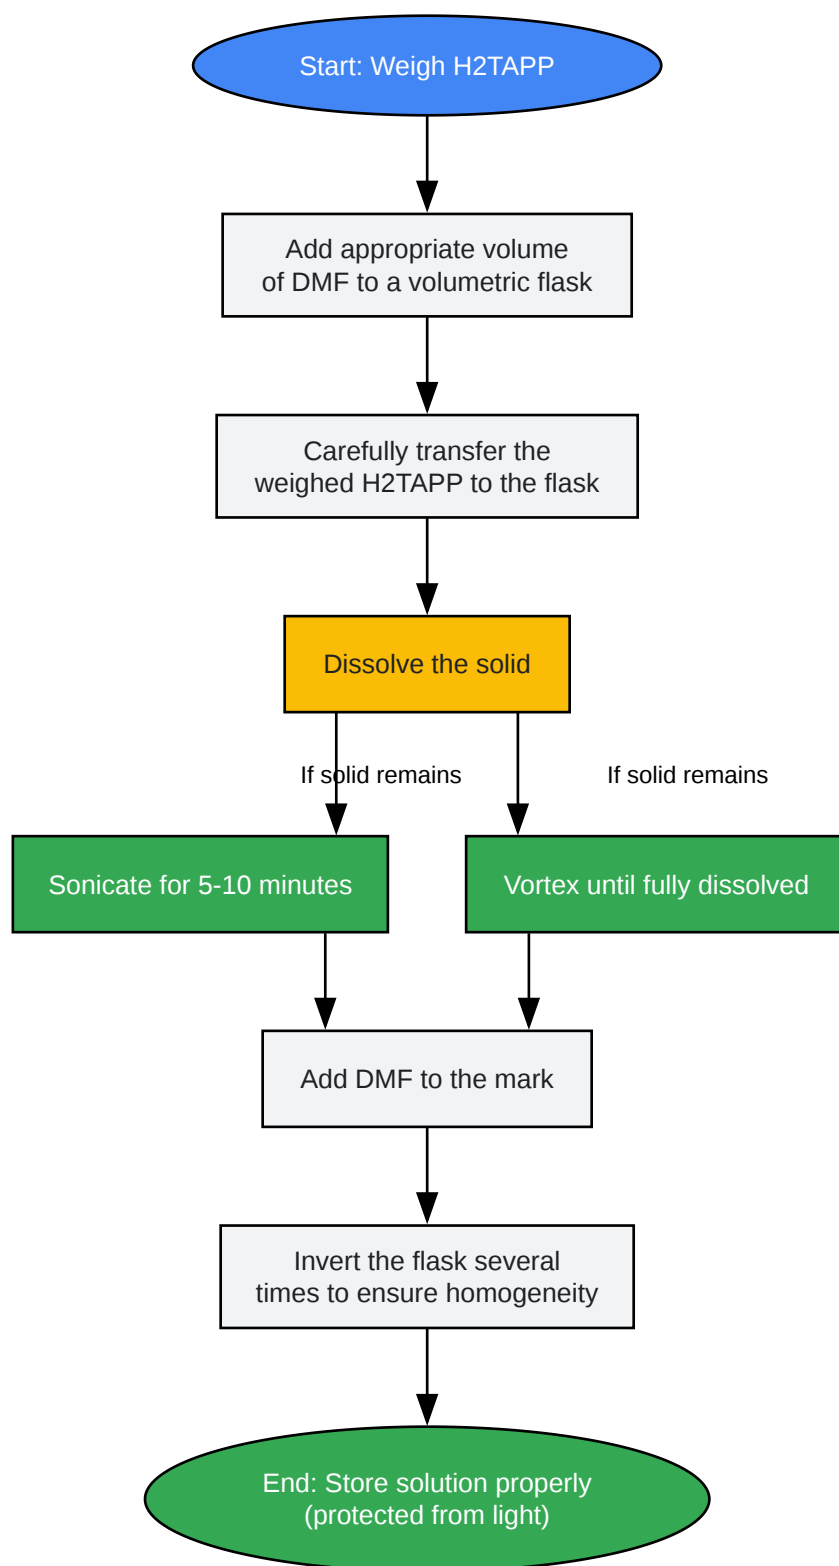 Start: Weigh H2TAPP
Add appropriate volume
of DMF to a volumetric flask
Carefully transfer the
weighed H2TAPP to the flask
Dissolve the solid
If solid remains
If solid remains
Sonicate for 5-10 minutes
Vortex until fully dissolved
Add DMF to the mark
Invert the flask several
times to ensure homogeneity
End: Store solution properly
(protected from light)